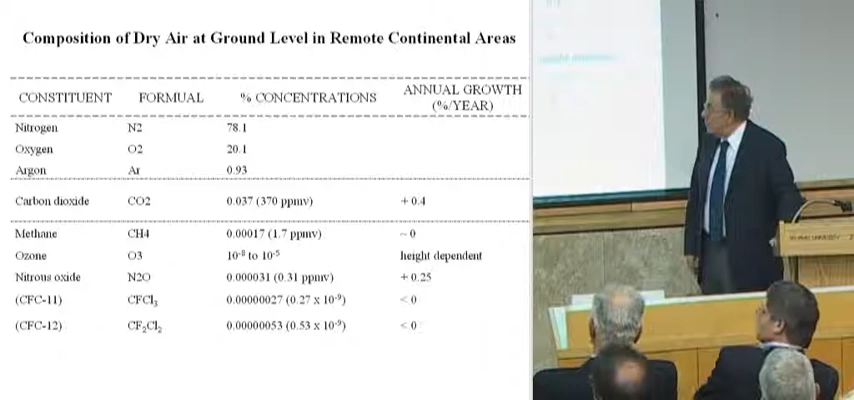 Composition of Dry Air at Ground Level in Remote Continental Areas
CONSTITUENT FORMUAL % CONCENTRATIONS ANNUAL GROWTH (%/YEAR)
Nitrogen N2 78.1
Oxygen O2 20.1
Argon Ar 0.93
Carbon dioxide CO2 0.037 (370 ppmv) + 0.4
Methane CH4 0.00017 (1.7 ppmv) ~ 0
Ozone O3 10⁻⁸ to 10⁻⁵ height dependent
Nitrous oxide N2O 0.000031 (0.31 ppmv) + 0.25
(CFC-11) CFCl₃ 0.00000027 (0.27 x 10⁻⁹) < 0
(CFC-12) CF₂Cl₂ 0.00000053 (0.53 x 10⁻⁹) < 0
UNIVERSITY